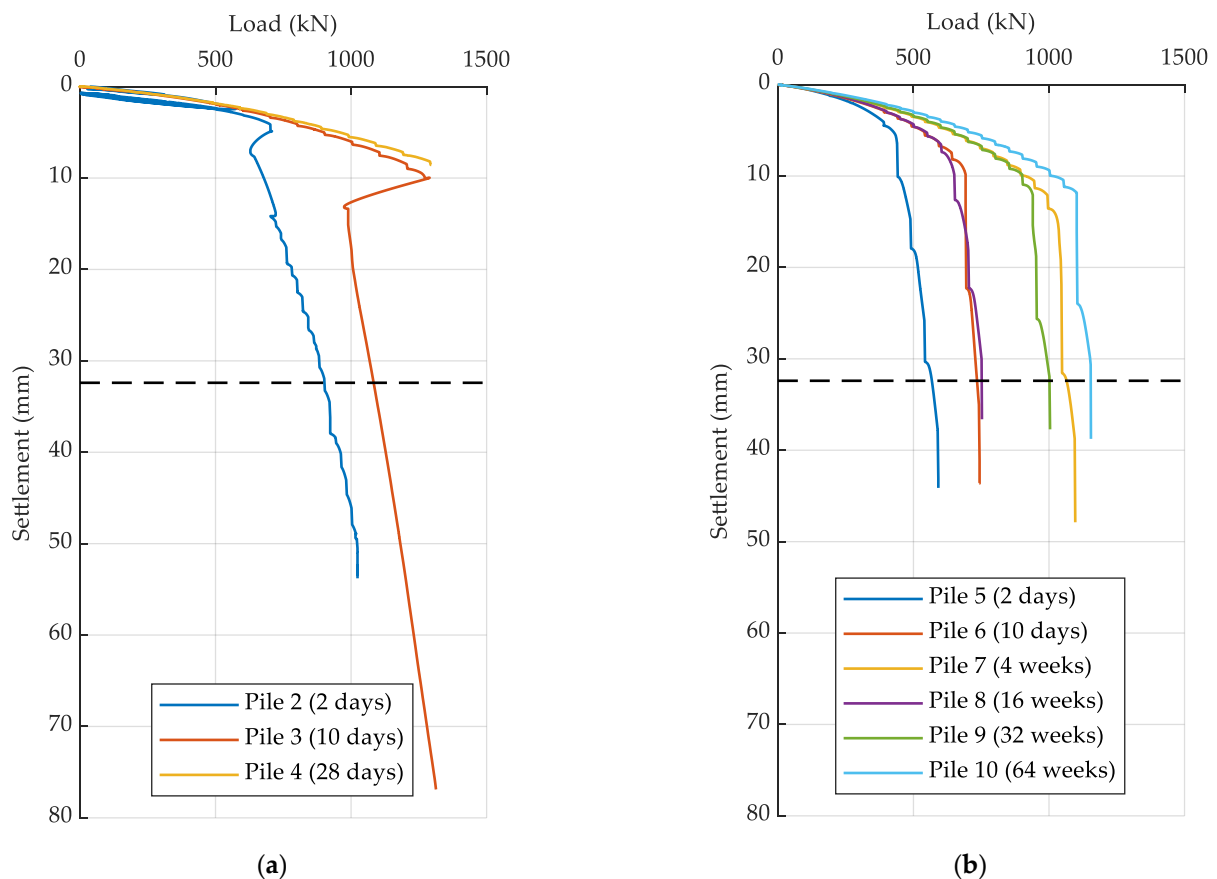 Load (kN)
0 500 1000 1500
0
10
20
30
40
50
60
70
80
Settlement (mm)
Pile 2 (2 days)
Pile 3 (10 days)
Pile 4 (28 days)
(a)
Load (kN)
0 500 1000 1500
0
10
20
30
40
50
60
70
80
Settlement (mm)
Pile 5 (2 days)
Pile 6 (10 days)
Pile 7 (4 weeks)
Pile 8 (16 weeks)
Pile 9 (32 weeks)
Pile 10 (64 weeks)
(b)